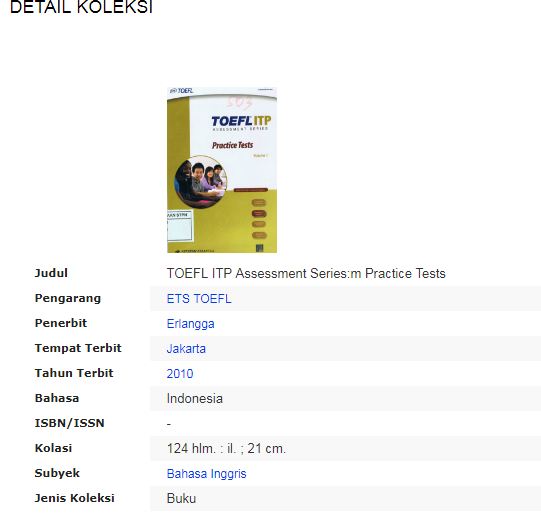 DETAIL KOLEKSI
ETS TOEFL
503
TOEFL ITP
ASSESSMENT SERIES
Practice Tests
Volume 1
Judul TOEFL ITP Assessment Series:m Practice Tests
Pengarang ETS TOEFL
Penerbit Erlangga
Tempat Terbit Jakarta
Tahun Terbit 2010
Bahasa Indonesia
ISBN/ISSN -
Kolasi 124 hlm. : il. ; 21 cm.
Subyek Bahasa Inggris
Jenis Koleksi Buku